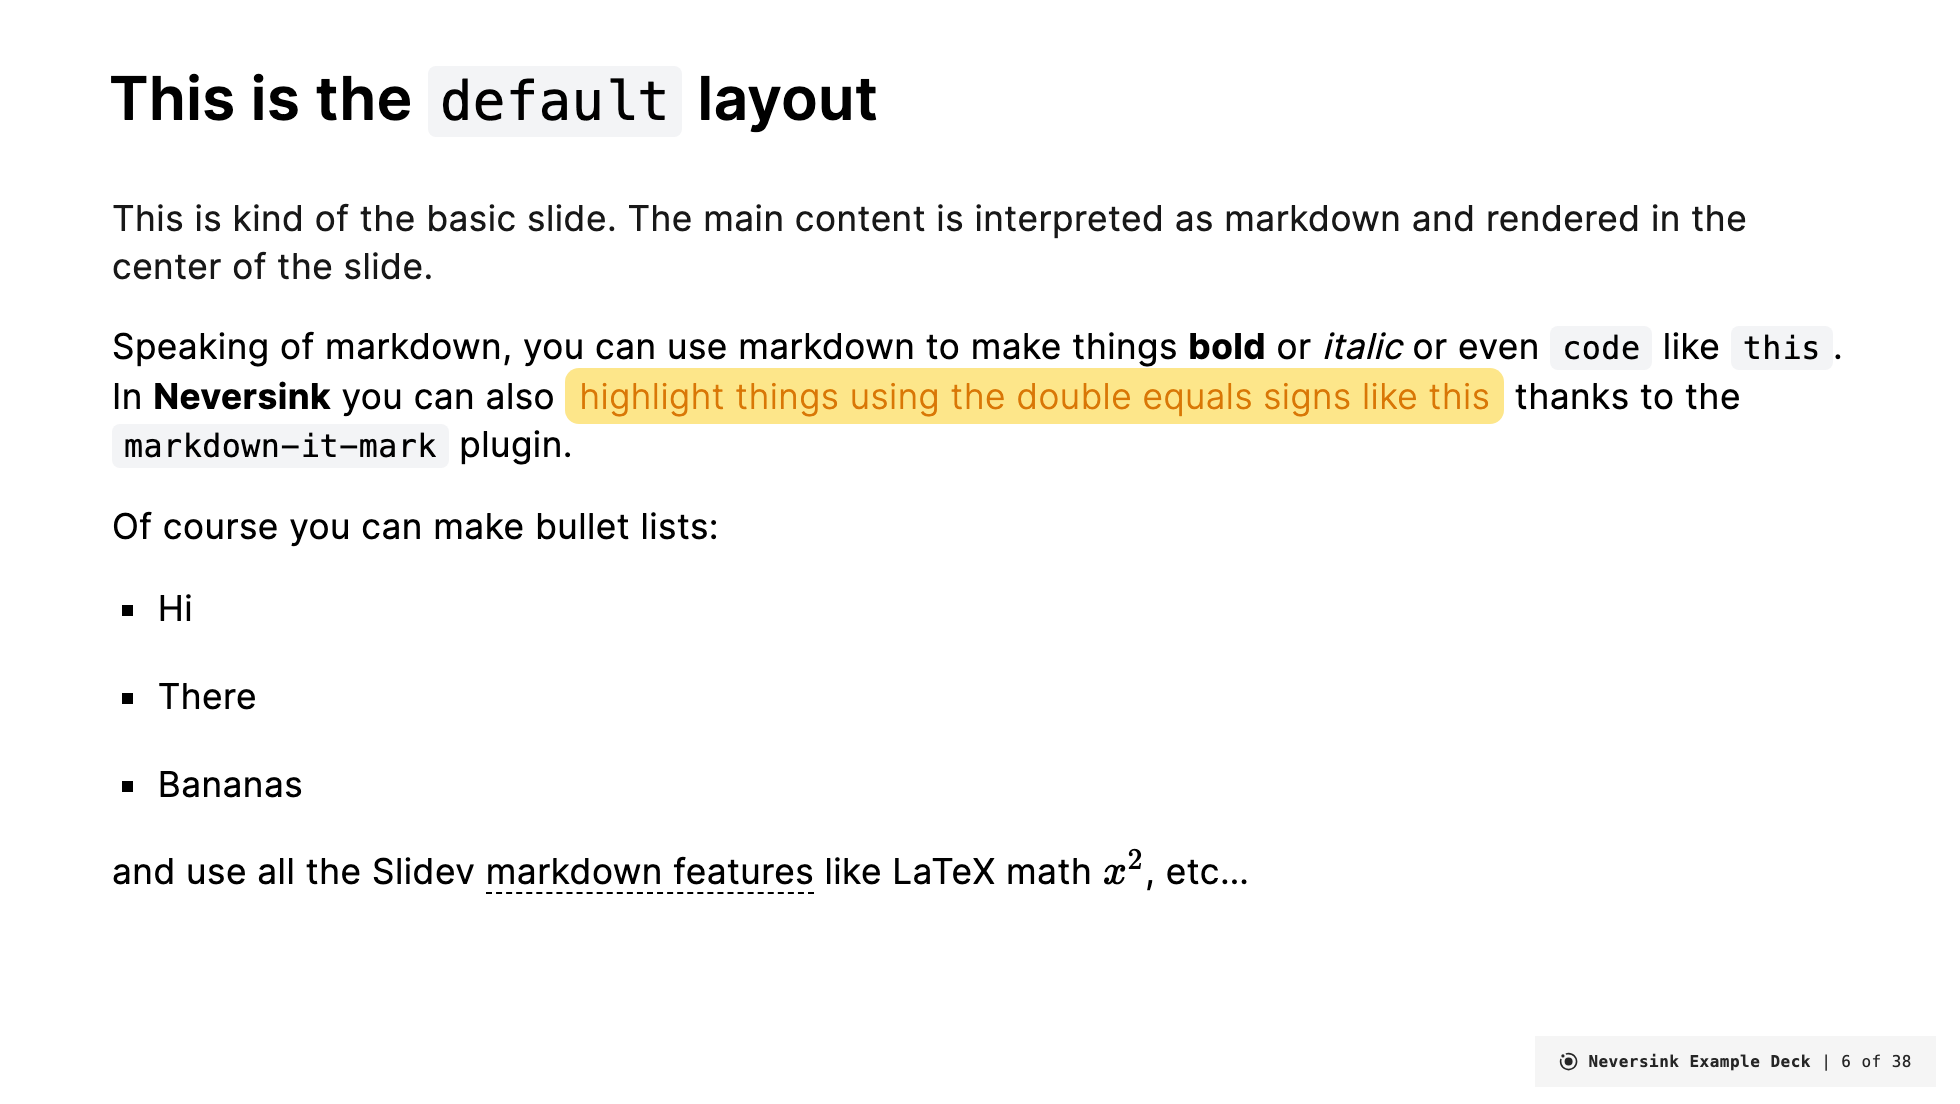 This is the default layout
This is kind of the basic slide. The main content is interpreted as markdown and rendered in the
center of the slide.
Speaking of markdown, you can use markdown to make things bold or italic or even code like this.
In Neversink you can also highlight things using the double equals signs like this thanks to the
markdown-it-mark plugin.
Of course you can make bullet lists:
▪ Hi
▪ There
▪ Bananas
and use all the Slidev markdown features like LaTeX math x², etc...
Neversink Example Deck | 6 of 38